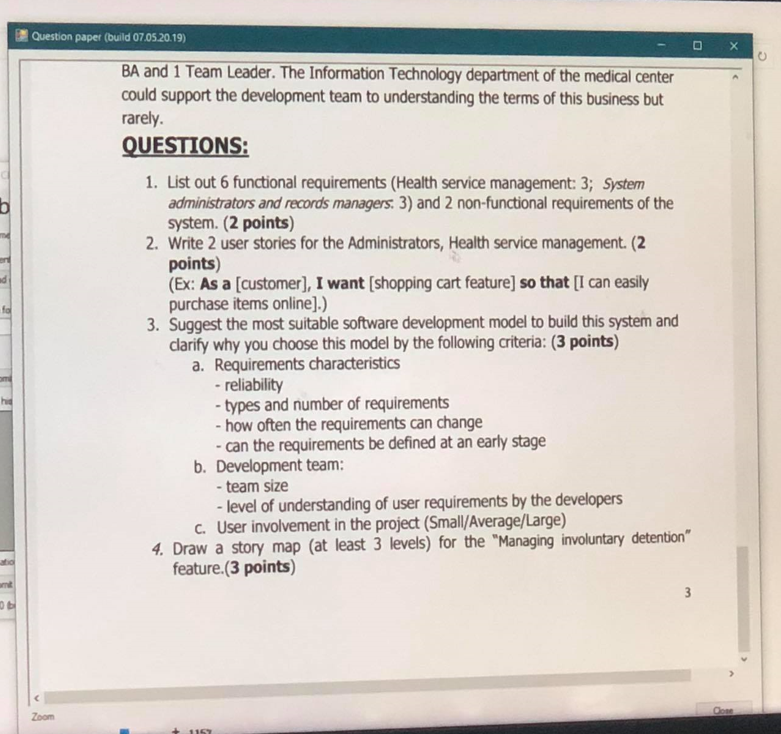 Question paper (build 07.05.20.19)
BA and 1 Team Leader. The Information Technology department of the medical center
could support the development team to understanding the terms of this business but
rarely.
QUESTIONS:
1. List out 6 functional requirements (Health service management: 3; System
administrators and records managers: 3) and 2 non-functional requirements of the
system. (2 points)
2. Write 2 user stories for the Administrators, Health service management. (2
points)
(Ex: As a [customer], I want [shopping cart feature] so that [I can easily
purchase items online].)
3. Suggest the most suitable software development model to build this system and
clarify why you choose this model by the following criteria: (3 points)
a. Requirements characteristics
- reliability
- types and number of requirements
- how often the requirements can change
- can the requirements be defined at an early stage
b. Development team:
- team size
- level of understanding of user requirements by the developers
c. User involvement in the project (Small/Average/Large)
4. Draw a story map (at least 3 levels) for the "Managing involuntary detention"
feature.(3 points)
3
Zoom
Close